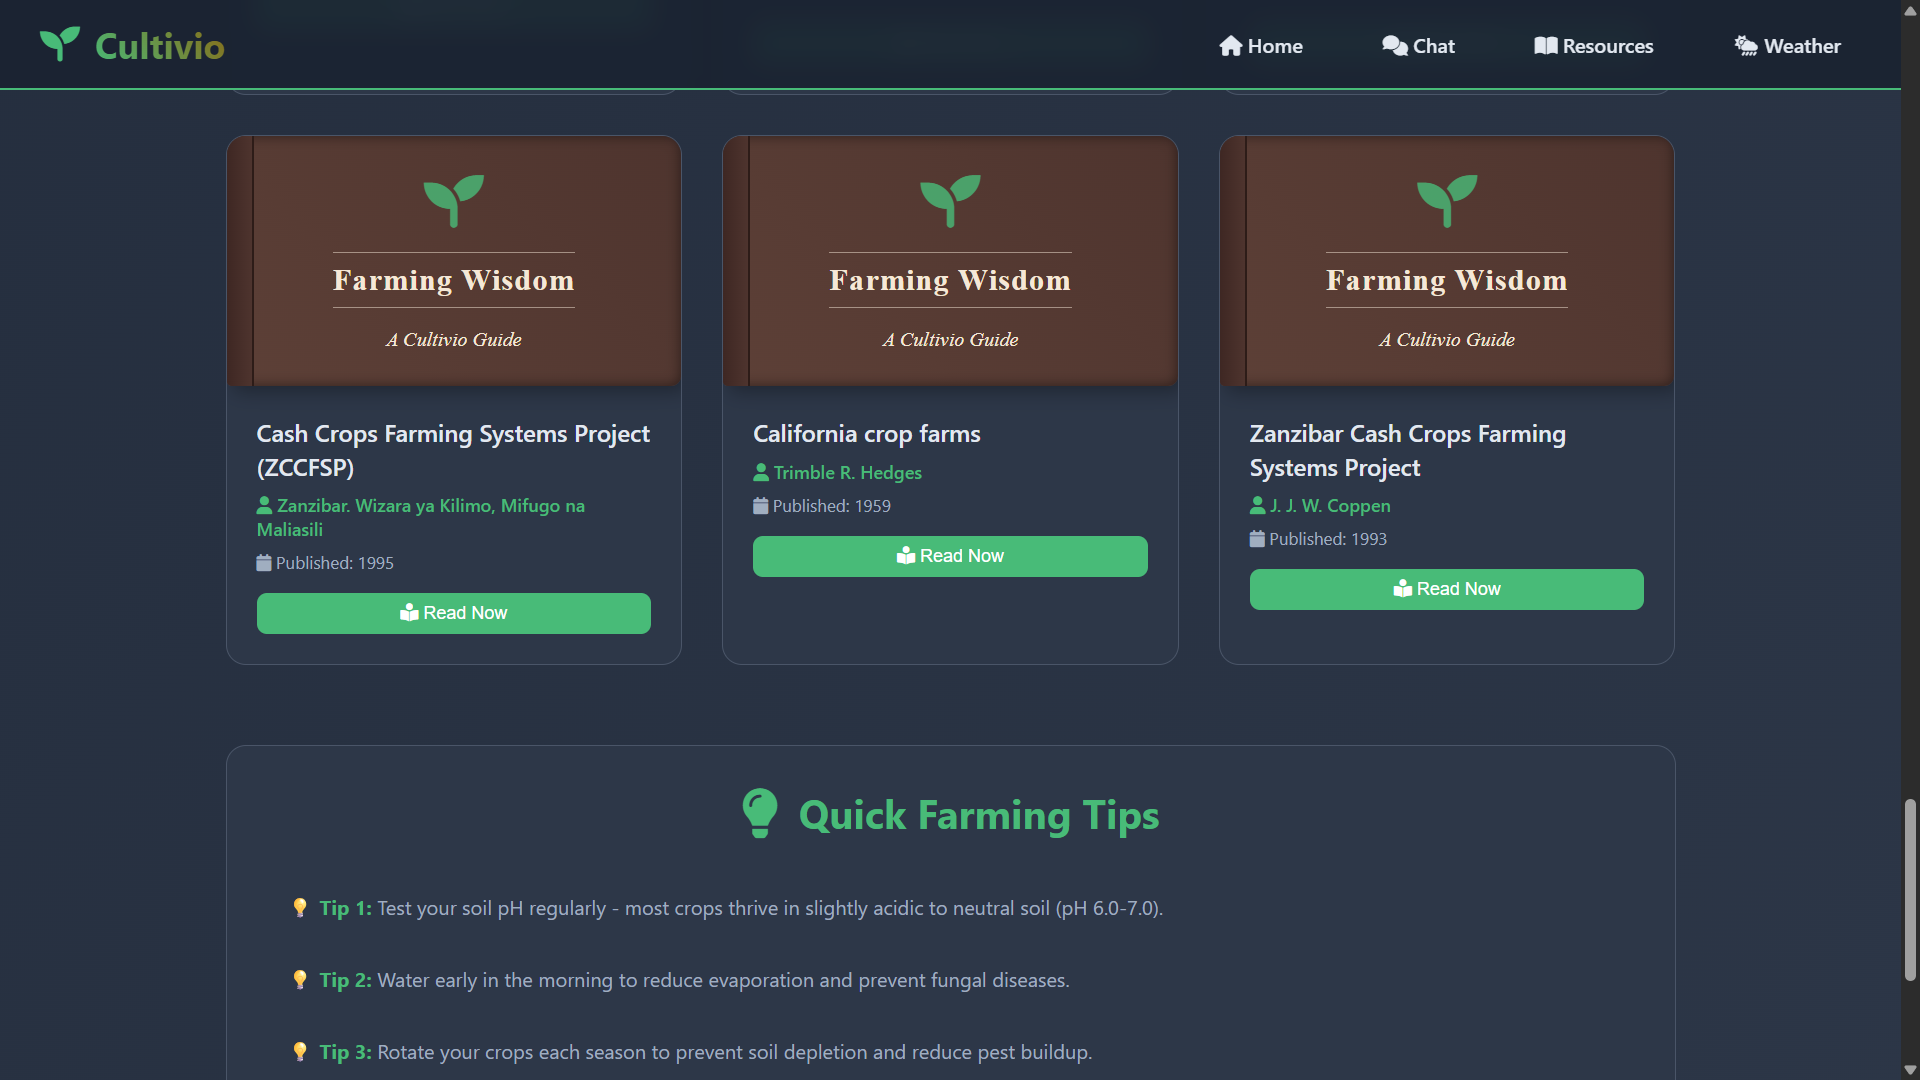 Cultivio
Home
Chat
Resources
Weather
Farming Wisdom
A Cultivio Guide
Cash Crops Farming Systems Project
(ZCCFSP)
Zanzibar. Wizara ya Kilimo, Mifugo na
Maliasili
Published: 1995
Read Now
Farming Wisdom
A Cultivio Guide
California crop farms
Trimble R. Hedges
Published: 1959
Read Now
Farming Wisdom
A Cultivio Guide
Zanzibar Cash Crops Farming
Systems Project
J. J. W. Coppen
Published: 1993
Read Now
Quick Farming Tips
Tip 1: Test your soil pH regularly - most crops thrive in slightly acidic to neutral soil (pH 6.0-7.0).
Tip 2: Water early in the morning to reduce evaporation and prevent fungal diseases.
Tip 3: Rotate your crops each season to prevent soil depletion and reduce pest buildup.